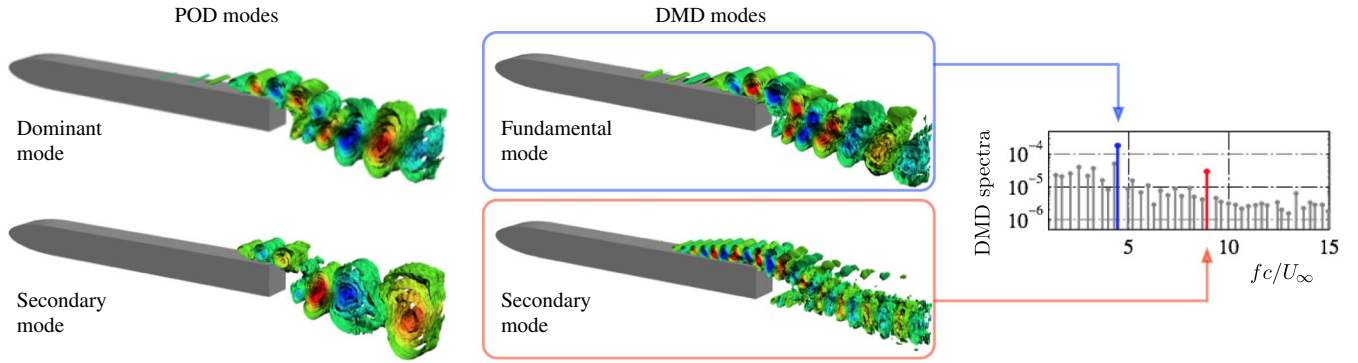 POD modes
DMD modes
Dominant
mode
Fundamental
mode
Secondary
mode
Secondary
mode
DMD spectra
10⁻⁴
10⁻⁵
10⁻⁶
5
10
15
fc/U∞